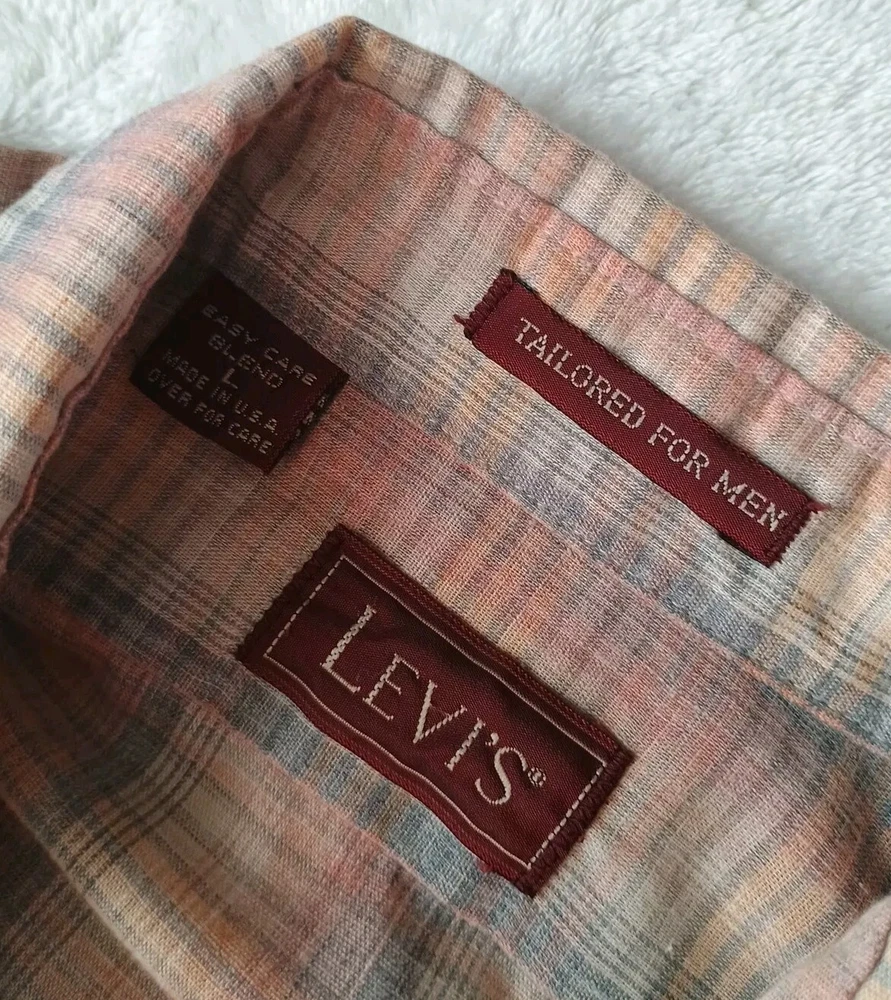 EASY CARE
BLEND
L
MADE IN U.S.A
OVER FOR CARE
TAILORED FOR MEN
LEVI'S®